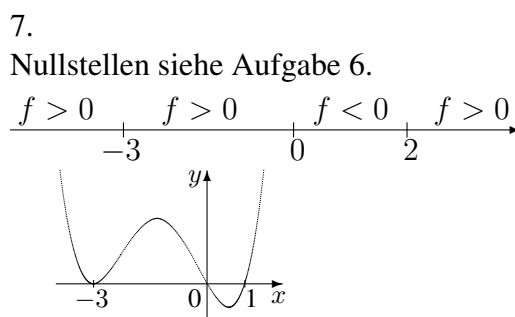 7.
Nullstellen siehe Aufgabe 6.
f > 0 f > 0 f < 0 f > 0
−3 0 2
y
−3 0 1 x